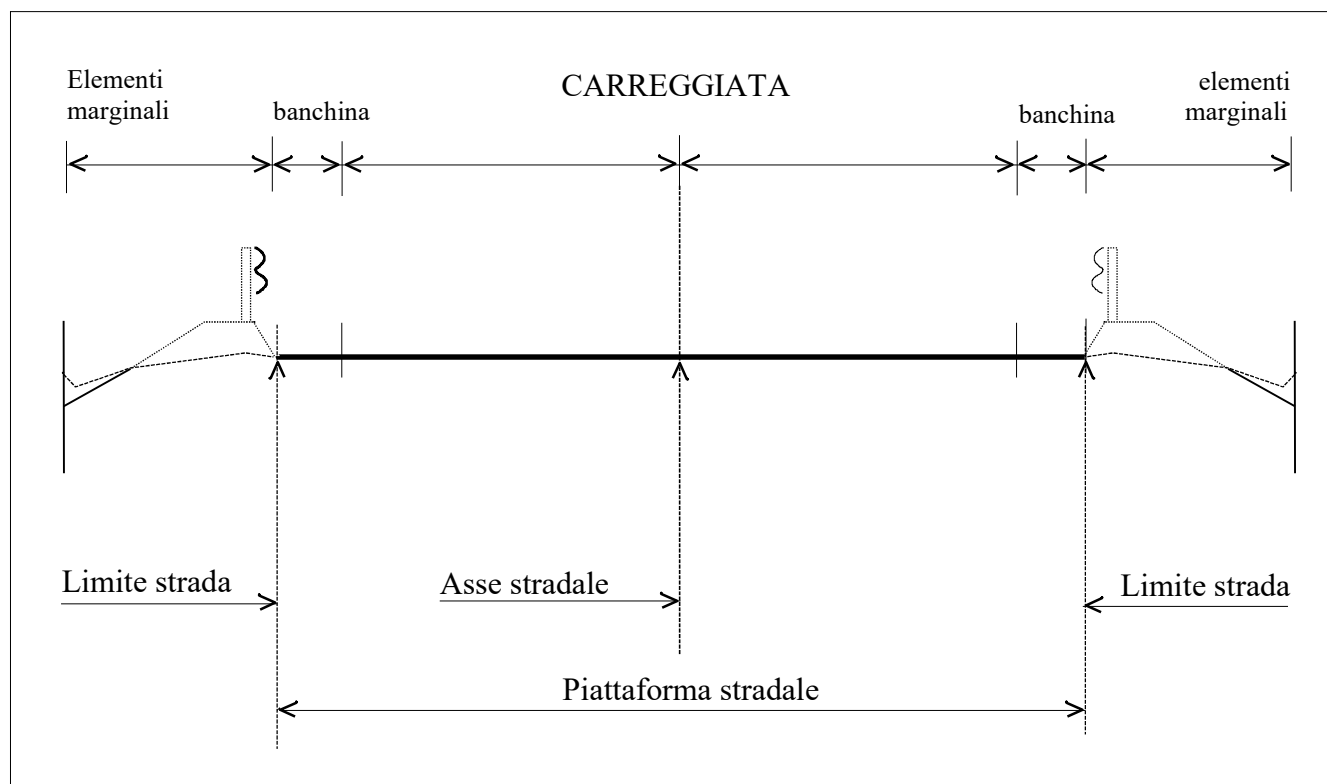 Elementi
marginali
banchina
CARREGGIATA
banchina
elementi
marginali
Limite strada
Asse stradale
Limite strada
Piattaforma stradale